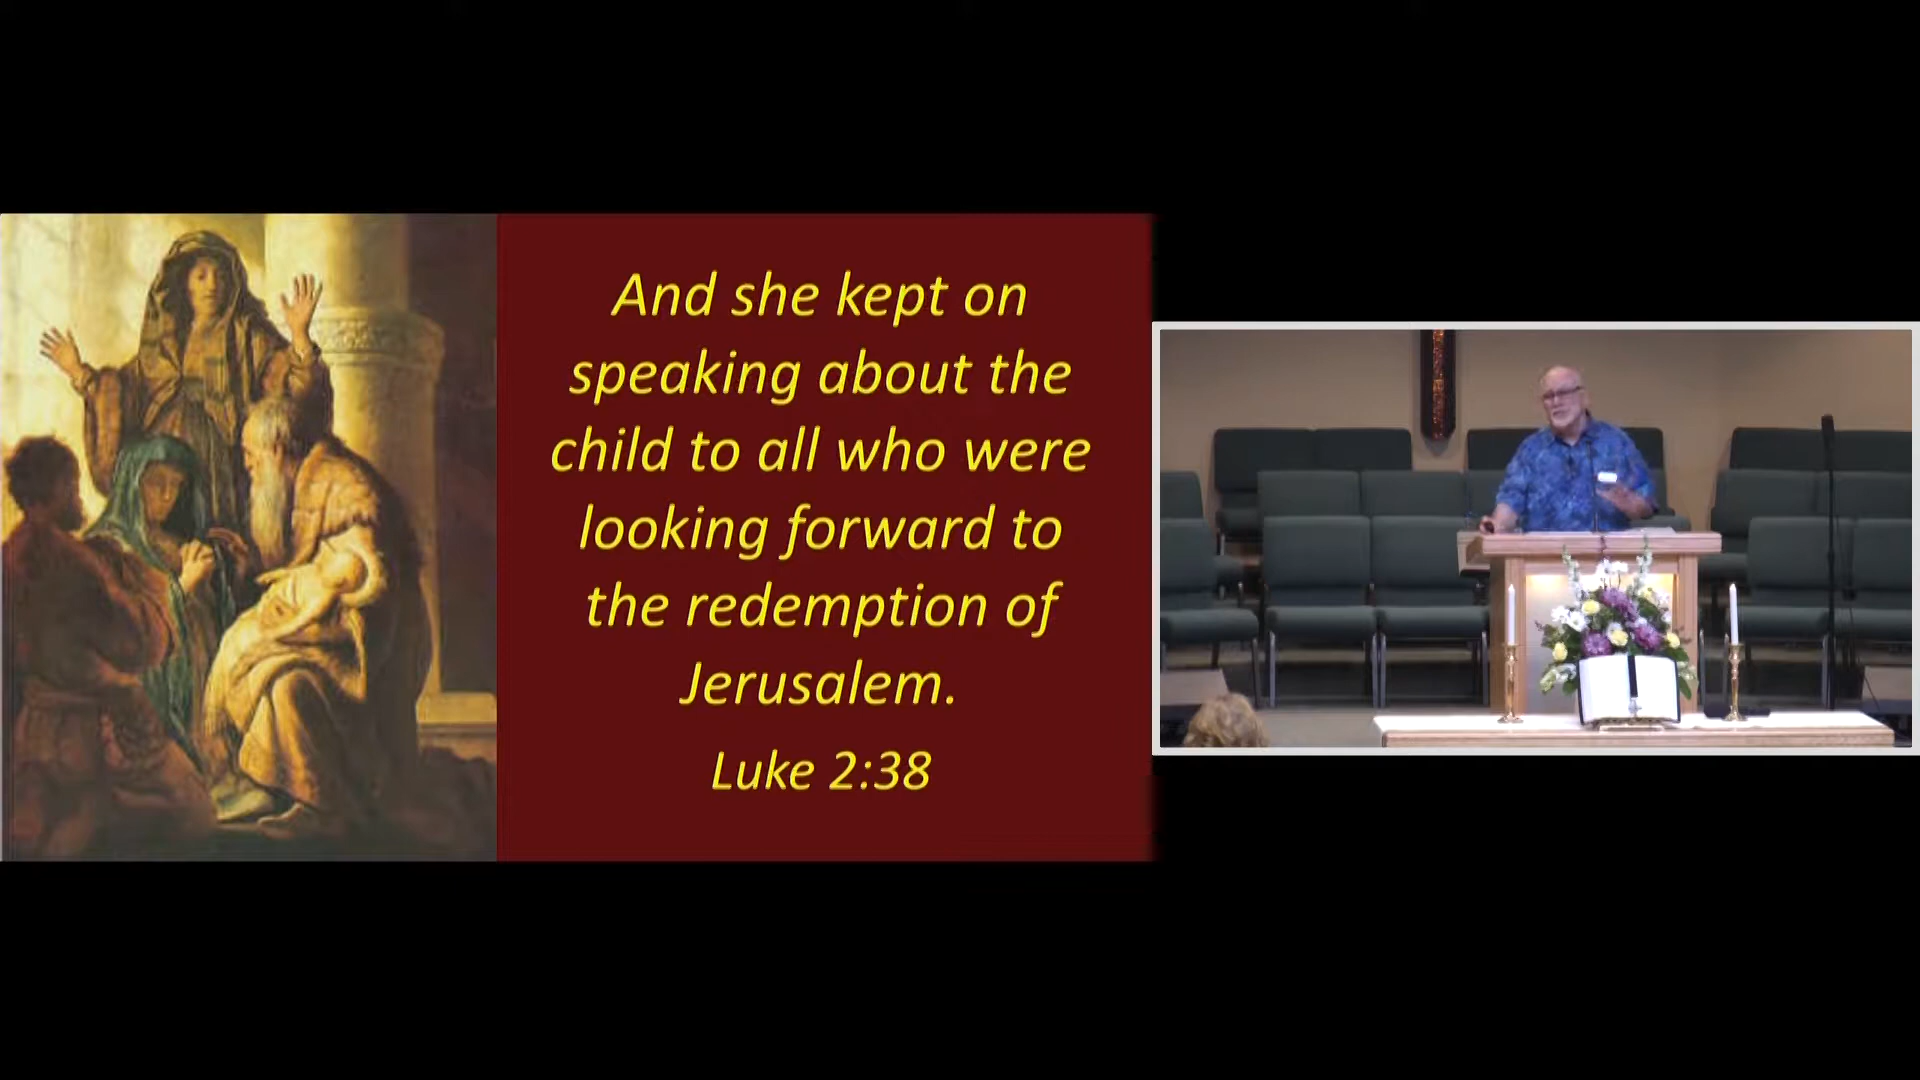 And she kept on
speaking about the
child to all who were
looking forward to
the redemption of
Jerusalem.
Luke 2:38